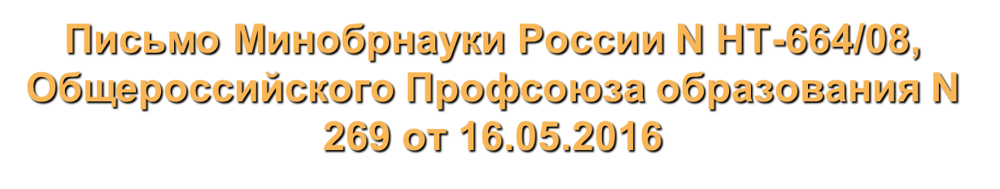 Письмо Минобрнауки России N НТ-664/08,
Общероссийского Профсоюза образования N
269 от 16.05.2016